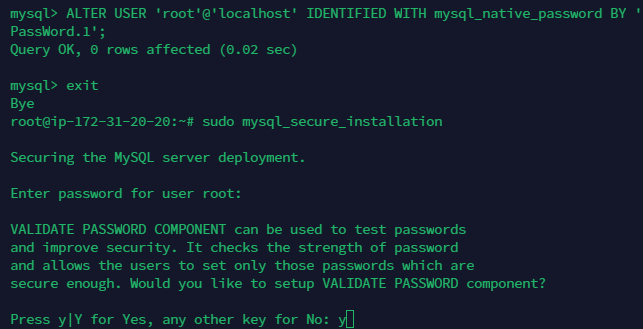 mysql> ALTER USER 'root'@'localhost' IDENTIFIED WITH mysql_native_password BY '
PassWord.1';
Query OK, 0 rows affected (0.02 sec)
mysql> exit
Bye
root@ip-172-31-20-20:~# sudo mysql_secure_installation
Securing the MySQL server deployment.
Enter password for user root:
VALIDATE PASSWORD COMPONENT can be used to test passwords
and improve security. It checks the strength of password
and allows the users to set only those passwords which are
secure enough. Would you like to setup VALIDATE PASSWORD component?
Press y|Y for Yes, any other key for No: y